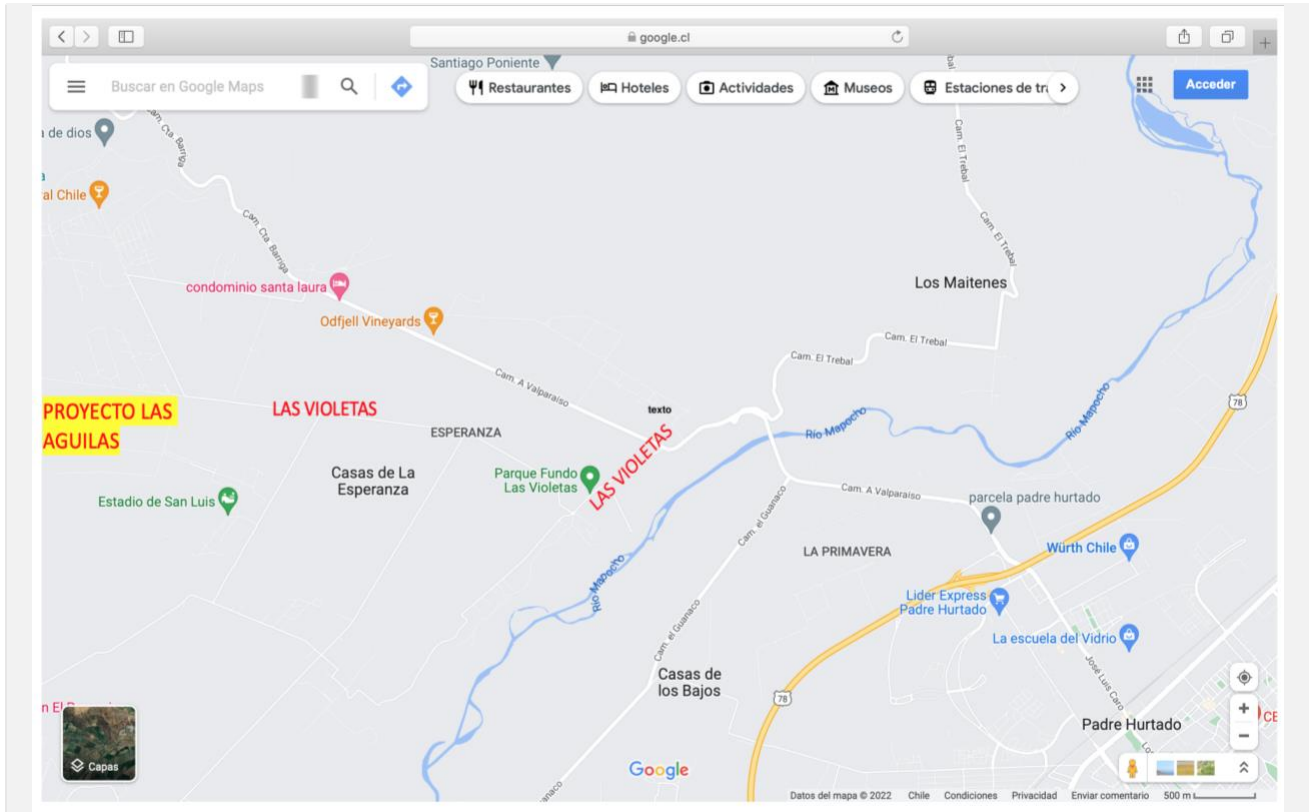 google.cl
Santiago Poniente
Buscar en Google Maps
Restaurantes
Hoteles
Actividades
Museos
Estaciones de tra
Acceder
a de dios
Cam. Cta. Barriga
Cam. El Trebal
al Chile
Cam. Cta. Barriga
Cam. El Trebal
condominio santa laura
Los Maitenes
Odfjell Vineyards
Cam. El Trebal
Cam. El Trebal
Cam. A Valparaíso
78
PROYECTO LAS
AGUILAS
LAS VIOLETAS
texto
Río Mapocho
Río Mapocho
ESPERANZA
LAS VIOLETAS
Casas de La
Esperanza
Parque Fundo
Las Violetas
Estadio de San Luis
Cam. A Valparaíso
parcela padre hurtado
Cam. el Guanaco
LA PRIMAVERA
Würth Chile
Río Mapocho
Lider Express
Padre Hurtado
Cam. el Guanaco
La escuela del Vidrio
Casas de
los Bajos
José Luis Caro
78
n El
CE
Padre Hurtado
Capas
Google
Datos del mapa © 2022
Chile
Condiciones
Privacidad
Enviar comentario
500 m